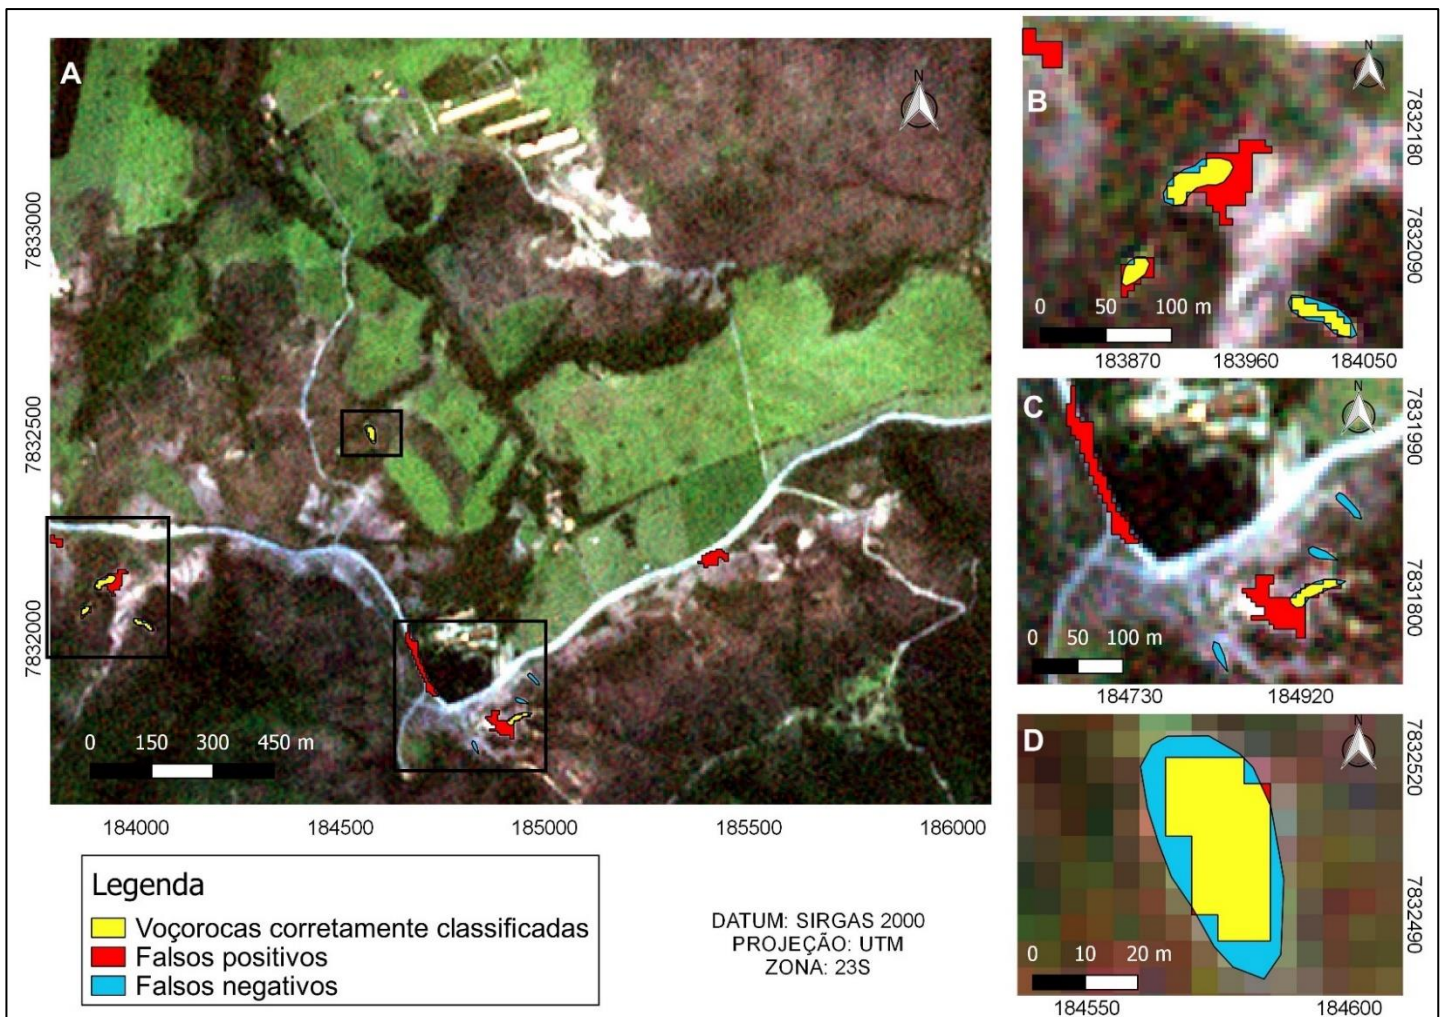 A
N
7833000
7832500
7832000
0 150 300 450 m
184000 184500 185000 185500 186000
B
N
7832180
7832090
0 50 100 m
183870 183960 184050
C
N
7831990
7831800
0 50 100 m
184730 184920
D
N
7832520
7832490
0 10 20 m
184550 184600
Legenda
Voçorocas corretamente classificadas
Falsos positivos
Falsos negativos
DATUM: SIRGAS 2000
PROJEÇÃO: UTM
ZONA: 23S